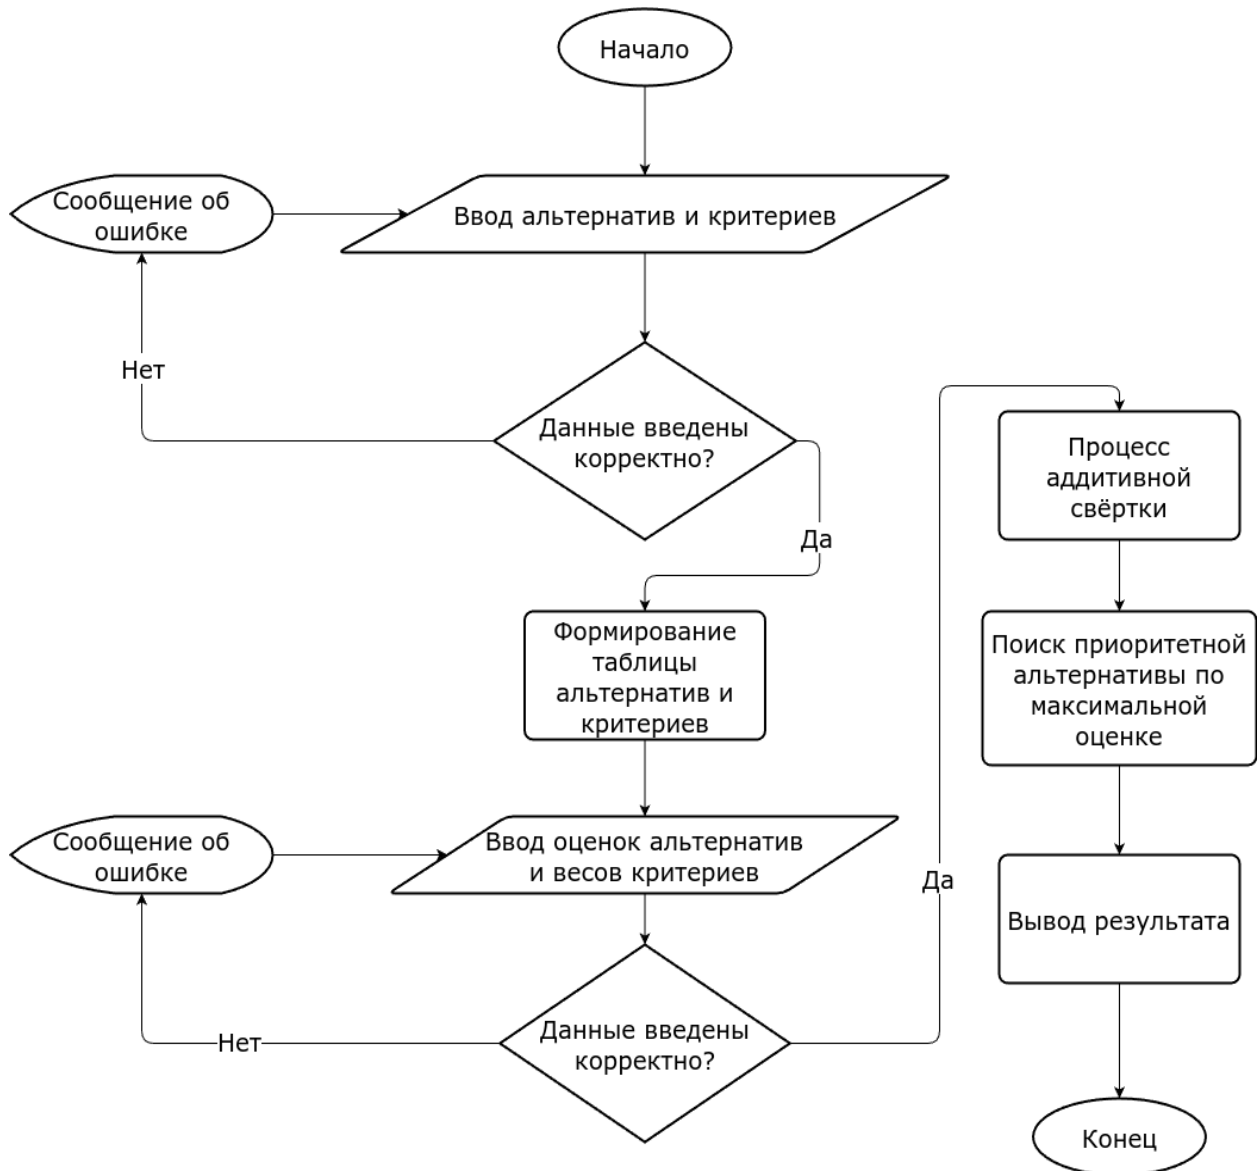 Начало
Сообщение об
ошибке
Ввод альтернатив и критериев
Нет
Данные введены
корректно?
Да
Формирование
таблицы
альтернатив и
критериев
Сообщение об
ошибке
Ввод оценок альтернатив
и весов критериев
Нет
Данные введены
корректно?
Да
Процесс
аддитивной
свёртки
Поиск приоритетной
альтернативы по
максимальной
оценке
Вывод результата
Конец